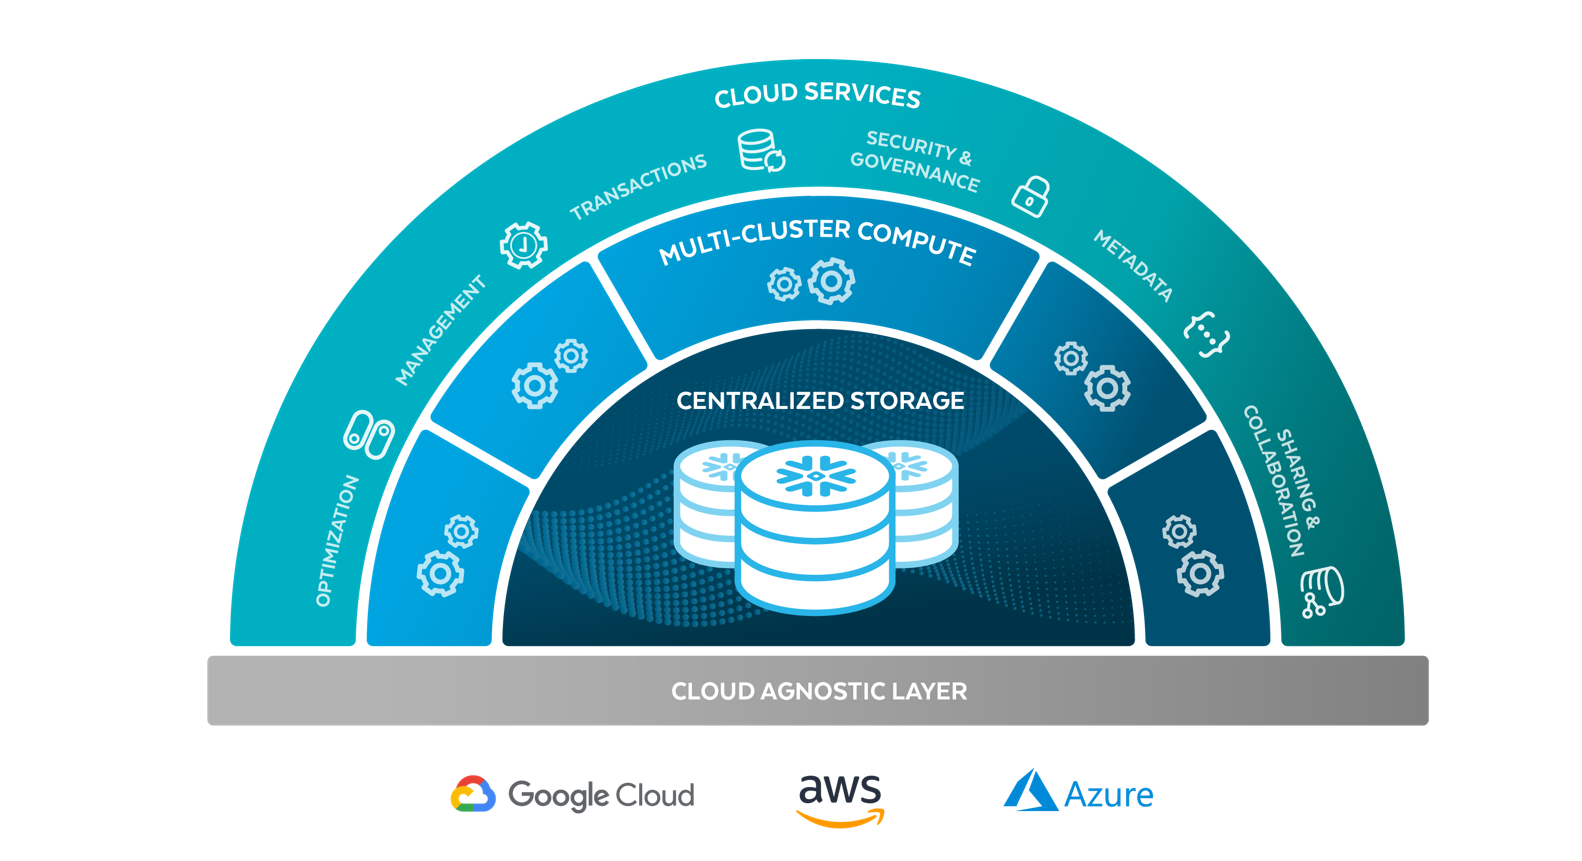 CLOUD SERVICES
OPTIMIZATION
MANAGEMENT
TRANSACTIONS
SECURITY &
GOVERNANCE
METADATA
SHARING &
COLLABORATION
MULTI-CLUSTER COMPUTE
CENTRALIZED STORAGE
CLOUD AGNOSTIC LAYER
Google Cloud
aws
Azure